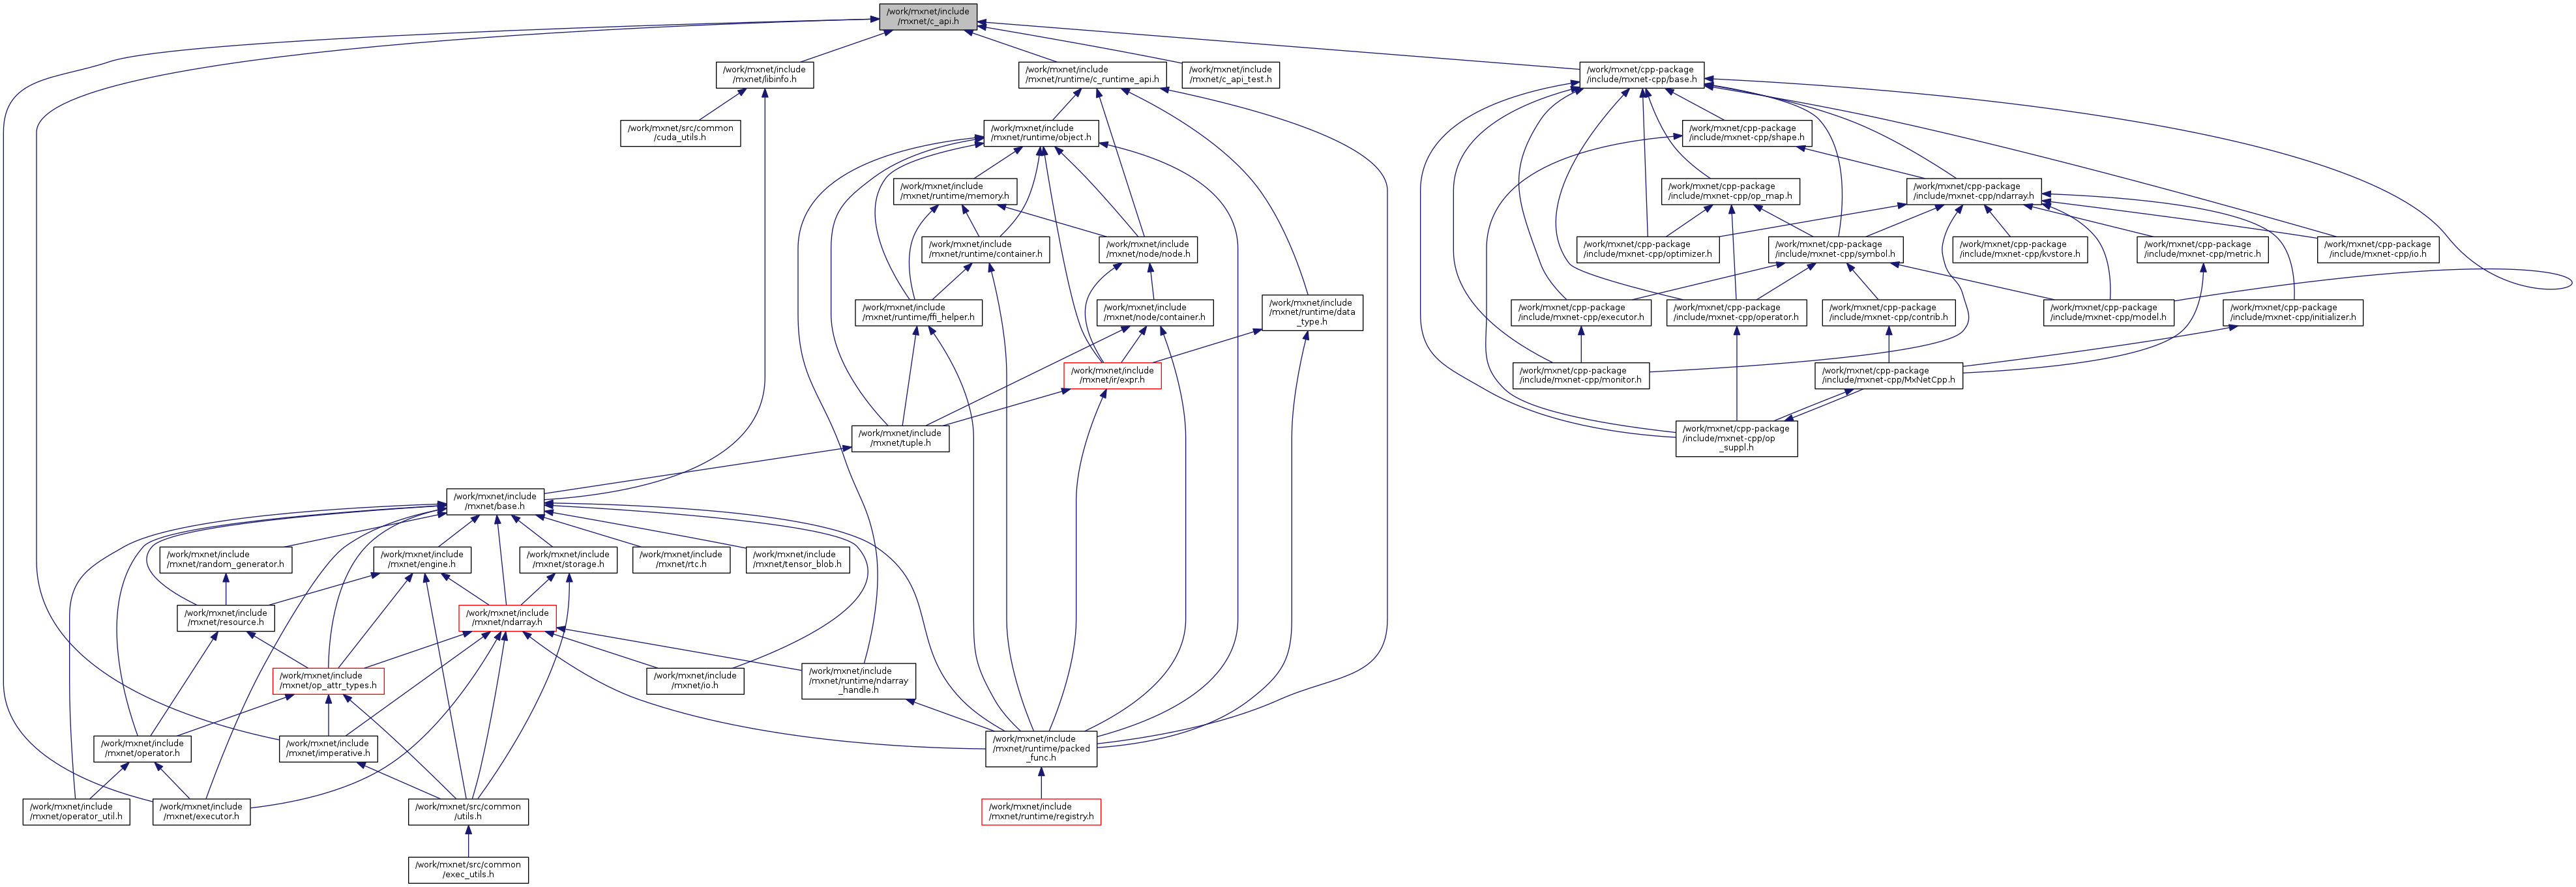 /work/mxnet/include
/mxnet/c_api.h
/work/mxnet/include
/mxnet/libinfo.h
/work/mxnet/include
/mxnet/runtime/c_runtime_api.h
/work/mxnet/include
/mxnet/c_api_test.h
/work/mxnet/cpp-package
/include/mxnet-cpp/base.h
/work/mxnet/src/common
/cuda_utils.h
/work/mxnet/include
/mxnet/runtime/object.h
/work/mxnet/cpp-package
/include/mxnet-cpp/shape.h
/work/mxnet/include
/mxnet/runtime/memory.h
/work/mxnet/cpp-package
/include/mxnet-cpp/op_map.h
/work/mxnet/cpp-package
/include/mxnet-cpp/ndarray.h
/work/mxnet/include
/mxnet/runtime/container.h
/work/mxnet/include
/mxnet/node/node.h
/work/mxnet/cpp-package
/include/mxnet-cpp/optimizer.h
/work/mxnet/cpp-package
/include/mxnet-cpp/symbol.h
/work/mxnet/cpp-package
/include/mxnet-cpp/kvstore.h
/work/mxnet/cpp-package
/include/mxnet-cpp/metric.h
/work/mxnet/cpp-package
/include/mxnet-cpp/io.h
/work/mxnet/include
/mxnet/runtime/ffi_helper.h
/work/mxnet/include
/mxnet/node/container.h
/work/mxnet/include
/mxnet/runtime/data
_type.h
/work/mxnet/cpp-package
/include/mxnet-cpp/executor.h
/work/mxnet/cpp-package
/include/mxnet-cpp/operator.h
/work/mxnet/cpp-package
/include/mxnet-cpp/contrib.h
/work/mxnet/cpp-package
/include/mxnet-cpp/model.h
/work/mxnet/cpp-package
/include/mxnet-cpp/initializer.h
/work/mxnet/include
/mxnet/ir/expr.h
/work/mxnet/cpp-package
/include/mxnet-cpp/monitor.h
/work/mxnet/cpp-package
/include/mxnet-cpp/MxNetCpp.h
/work/mxnet/include
/mxnet/tuple.h
/work/mxnet/cpp-package
/include/mxnet-cpp/op
_suppl.h
/work/mxnet/include
/mxnet/base.h
/work/mxnet/include
/mxnet/random_generator.h
/work/mxnet/include
/mxnet/engine.h
/work/mxnet/include
/mxnet/storage.h
/work/mxnet/include
/mxnet/rtc.h
/work/mxnet/include
/mxnet/tensor_blob.h
/work/mxnet/include
/mxnet/resource.h
/work/mxnet/include
/mxnet/ndarray.h
/work/mxnet/include
/mxnet/op_attr_types.h
/work/mxnet/include
/mxnet/io.h
/work/mxnet/include
/mxnet/runtime/ndarray
_handle.h
/work/mxnet/include
/mxnet/operator.h
/work/mxnet/include
/mxnet/imperative.h
/work/mxnet/include
/mxnet/runtime/packed
_func.h
/work/mxnet/include
/mxnet/operator_util.h
/work/mxnet/include
/mxnet/executor.h
/work/mxnet/src/common
/utils.h
/work/mxnet/include
/mxnet/runtime/registry.h
/work/mxnet/src/common
/exec_utils.h